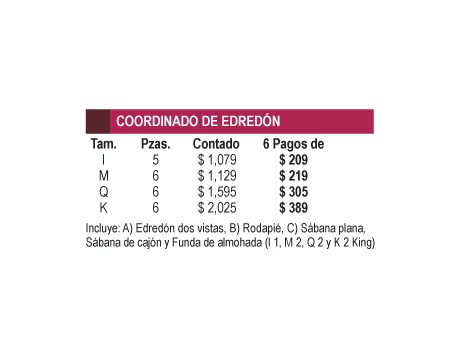 COORDINADO DE EDREDÓN
Tam. Pzas. Contado 6 Pagos de
I 5 $ 1,079 $ 209
M 6 $ 1,129 $ 219
Q 6 $ 1,595 $ 305
K 6 $ 2,025 $ 389
Incluye: A) Edredón dos vistas, B) Rodapié, C) Sábana plana,
Sábana de cajón y Funda de almohada (I 1, M 2, Q 2 y K 2 King)